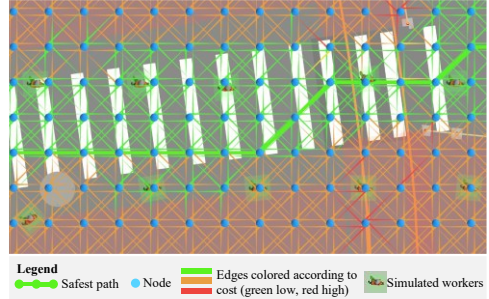 Legend
Safest path
Node
Edges colored according to
cost (green low, red high)
Simulated workers